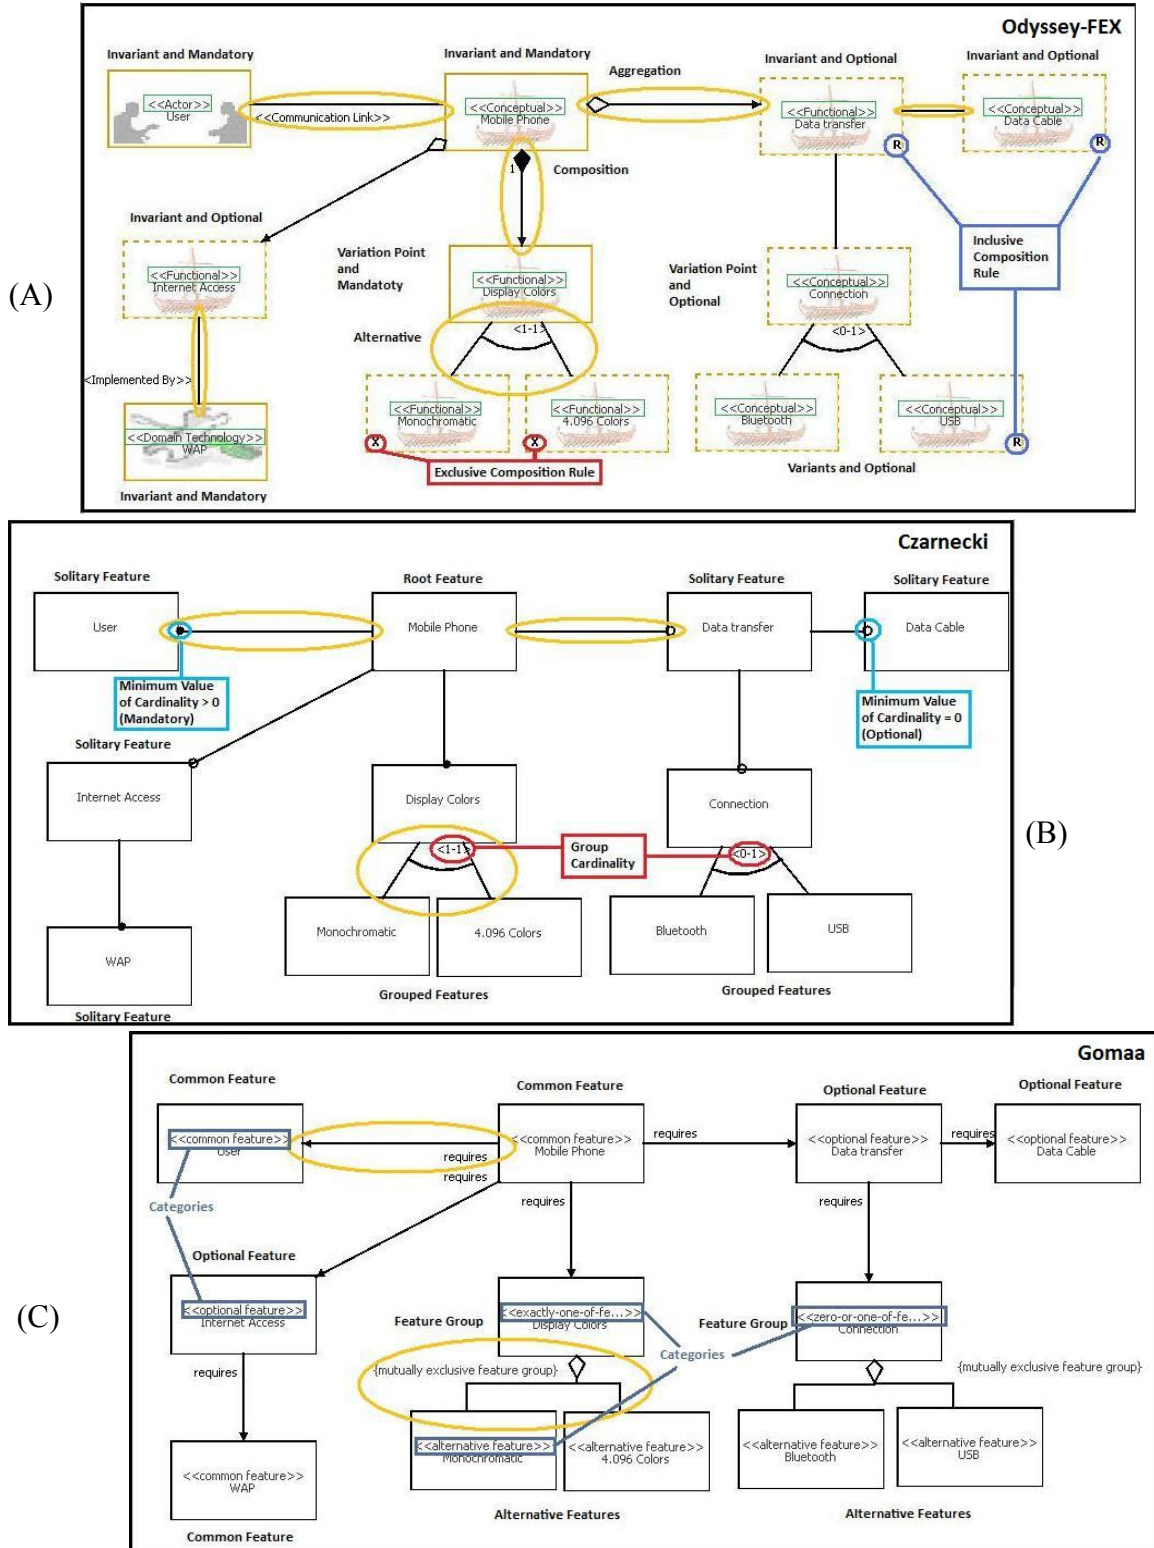 Odyssey-FEX
Invariant and Mandatory
Invariant and Mandatory
Invariant and Optional
Invariant and Optional
Aggregation
<<Actor>>
User
<<Communication Link>>
<<Conceptual>>
Mobile Phone
<<Functional>>
Data transfer
<<Conceptual>>
Data Cable
R
R
1
Composition
Invariant and Optional
Variation Point
and
Mandatoty
Variation Point
and
Optional
Inclusive
Composition
Rule
(A)
<<Functional>>
Internet Access
<<Functional>>
Display Colors
<<Conceptual>>
Connection
<1-1>
<0-1>
Alternative
<Implemented By>>
<<Functional>>
Monochromatic
<<Functional>>
4.096 Colors
<<Conceptual>>
Bluetooth
<<Conceptual>>
USB
<<Domain Technology>>
WAP
X
X
R
Exclusive Composition Rule
Variants and Optional
Invariant and Mandatory
Czarnecki
Solitary Feature
Root Feature
Solitary Feature
Solitary Feature
User
Mobile Phone
Data transfer
Data Cable
Minimum Value
of Cardinality > 0
(Mandatory)
Minimum Value
of Cardinality = 0
(Optional)
Solitary Feature
Internet Access
Display Colors
Connection
<1-1>
Group
Cardinality
<0-1>
(B)
Monochromatic
4.096 Colors
Bluetooth
USB
WAP
Grouped Features
Grouped Features
Solitary Feature
Gomaa
Common Feature
Common Feature
Optional Feature
Optional Feature
<<common feature>>
User
requires
requires
<<common feature>>
Mobile Phone
requires
<<optional feature>>
Data transfer
requires
<<optional feature>>
Data Cable
Categories
requires
requires
Optional Feature
<<optional feature>>
Internet Access
(C)
Feature Group
<<exactly-one-of-fe...>>
Display Colors
Feature Group
<<zero-or-one-of-fe...>>
Connection
Categories
{mutually exclusive feature group}
{mutually exclusive feature group}
requires
<<alternative feature>>
Monochromatic
<<alternative feature>>
4.096 Colors
<<alternative feature>>
Bluetooth
<<alternative feature>>
USB
<<common feature>>
WAP
Alternative Features
Alternative Features
Common Feature